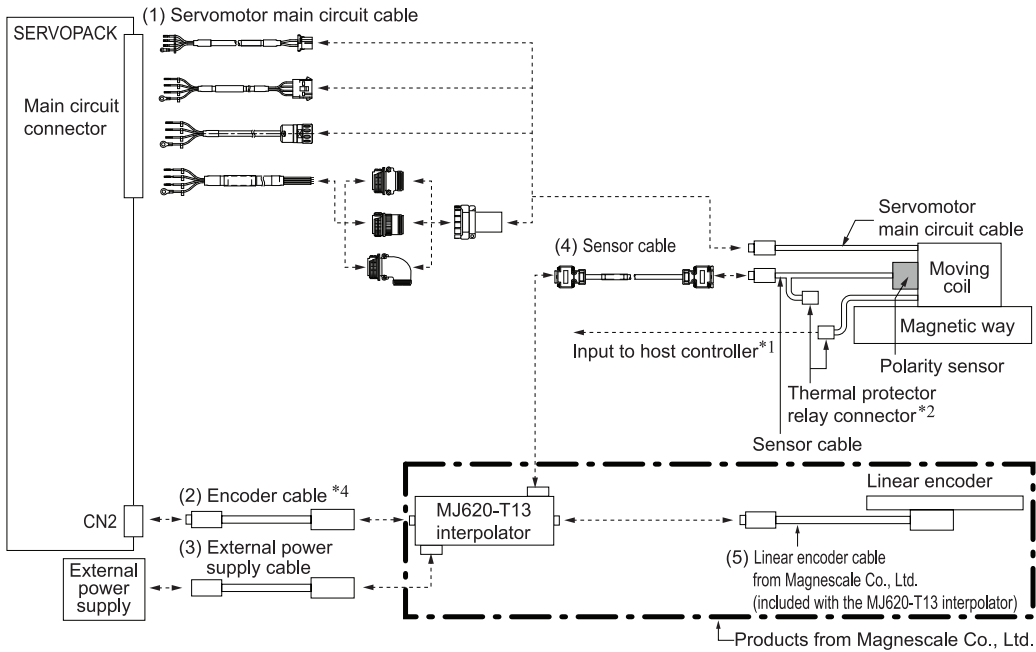 (1) Servomotor main circuit cable
SERVOPACK
Main circuit
connector
Servomotor
main circuit cable
(4) Sensor cable
Moving
coil
Magnetic way
Input to host controller*1
Polarity sensor
Thermal protector
relay connector*2
Sensor cable
Linear encoder
(2) Encoder cable *4
MJ620-T13
interpolator
CN2
(3) External power
supply cable
External
power
supply
(5) Linear encoder cable
from Magnescale Co., Ltd.
(included with the MJ620-T13 interpolator)
Products from Magnescale Co., Ltd.